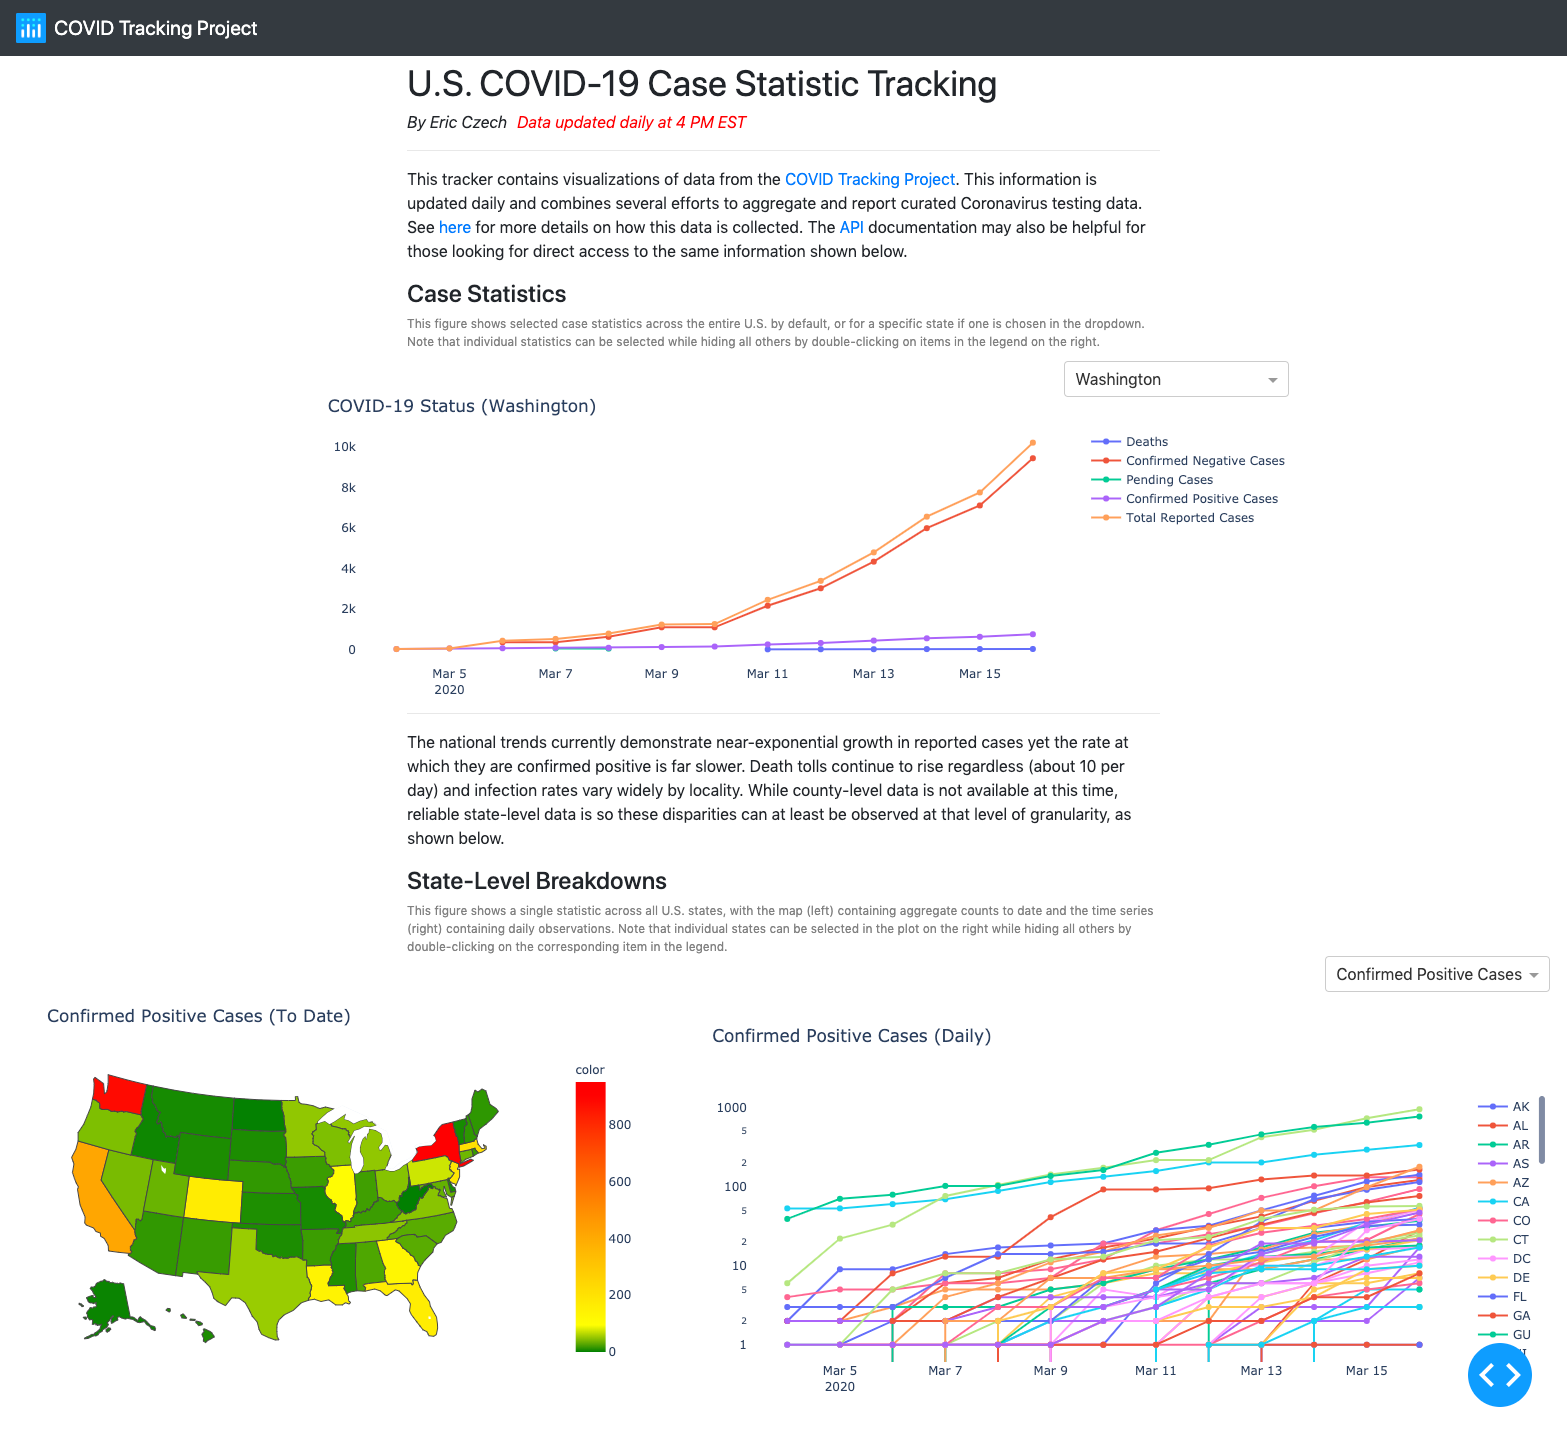 COVID Tracking Project
U.S. COVID-19 Case Statistic Tracking
By Eric Czech Data updated daily at 4 PM EST
This tracker contains visualizations of data from the COVID Tracking Project. This information is
updated daily and combines several efforts to aggregate and report curated Coronavirus testing data.
See here for more details on how this data is collected. The API documentation may also be helpful for
those looking for direct access to the same information shown below.
Case Statistics
This figure shows selected case statistics across the entire U.S. by default, or for a specific state if one is chosen in the dropdown.
Note that individual statistics can be selected while hiding all others by double-clicking on items in the legend on the right.
Washington
COVID-19 Status (Washington)
10k
8k
6k
4k
2k
0
Mar 5 Mar 7 Mar 9 Mar 11 Mar 13 Mar 15
2020
Deaths
Confirmed Negative Cases
Pending Cases
Confirmed Positive Cases
Total Reported Cases
The national trends currently demonstrate near-exponential growth in reported cases yet the rate at
which they are confirmed positive is far slower. Death tolls continue to rise regardless (about 10 per
day) and infection rates vary widely by locality. While county-level data is not available at this time,
reliable state-level data is so these disparities can at least be observed at that level of granularity, as
shown below.
State-Level Breakdowns
This figure shows a single statistic across all U.S. states, with the map (left) containing aggregate counts to date and the time series
(right) containing daily observations. Note that individual states can be selected in the plot on the right while hiding all others by
double-clicking on the corresponding item in the legend.
Confirmed Positive Cases
Confirmed Positive Cases (To Date)
color
800
600
400
200
0
Confirmed Positive Cases (Daily)
1000
5
2
100
5
2
10
5
2
1
Mar 5 Mar 7 Mar 9 Mar 11 Mar 13 Mar 15
2020
AK
AL
AR
AS
AZ
CA
CO
CT
DC
DE
FL
GA
GU